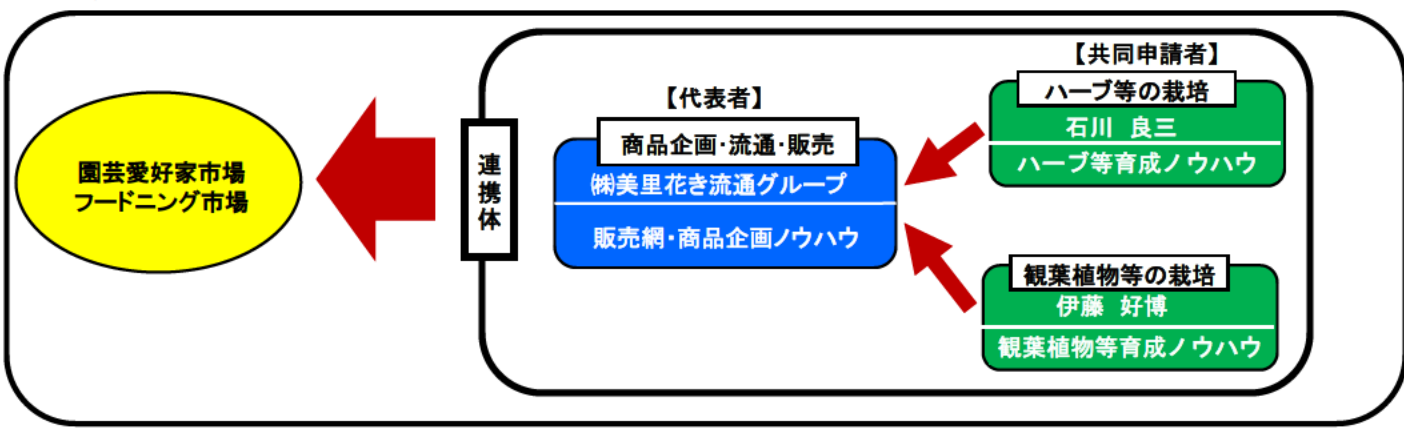 園芸愛好家市場
フードニング市場
連携体
【代表者】
商品企画・流通・販売
㈱美里花き流通グループ
販売網・商品企画ノウハウ
【共同申請者】
ハーブ等の栽培
石川 良三
ハーブ等育成ノウハウ
観葉植物等の栽培
伊藤 好博
観葉植物等育成ノウハウ